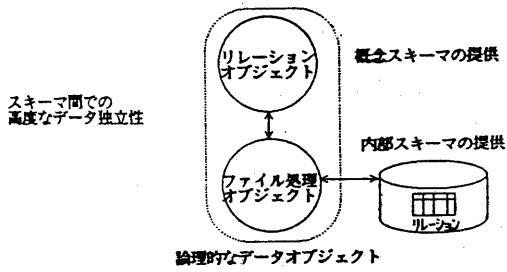 リレーション
オブジェクト
概念スキーマの提供
スキーマ間での
高度なデータ独立性
内部スキーマの提供
ファイル処理
オブジェクト
リレーション
論理的なデータオブジェクト